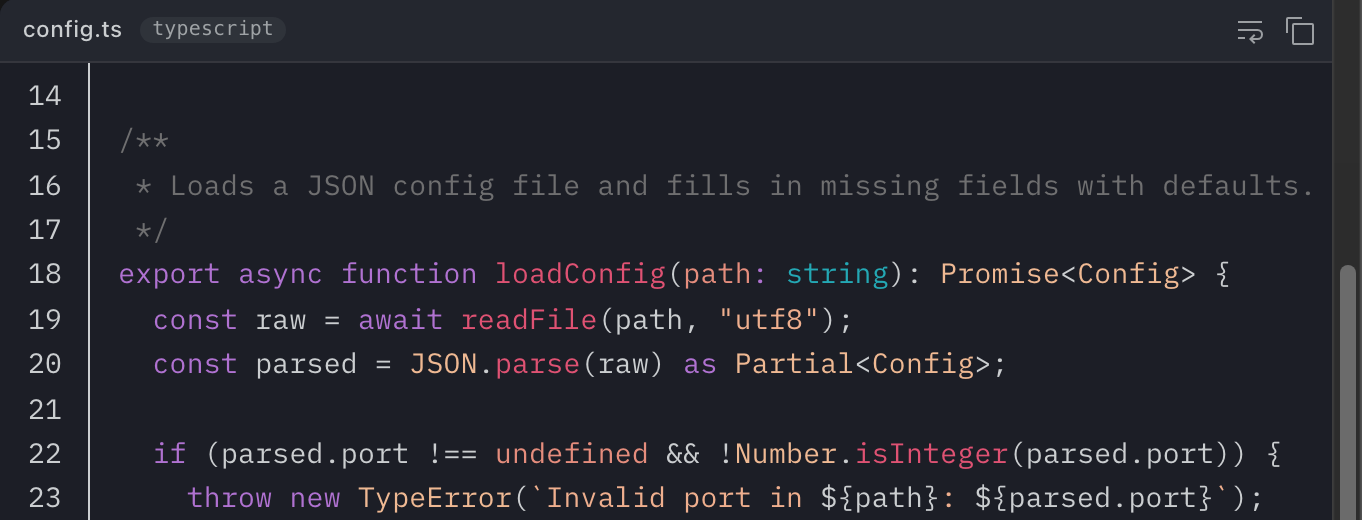 config.ts typescript
14
15 /**
16  * Loads a JSON config file and fills in missing fields with defaults.
17  */
18 export async function loadConfig(path: string): Promise<Config> {
19   const raw = await readFile(path, "utf8");
20   const parsed = JSON.parse(raw) as Partial<Config>;
21
22   if (parsed.port !== undefined && !Number.isInteger(parsed.port)) {
23     throw new TypeError(`Invalid port in ${path}: ${parsed.port}`);